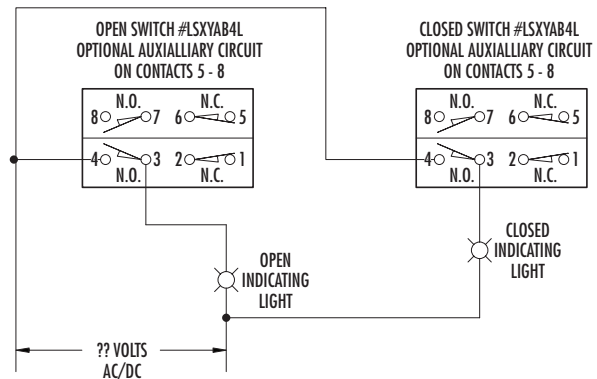 OPEN SWITCH #LSXYAB4L
OPTIONAL AUXIALLIARY CIRCUIT
ON CONTACTS 5 - 8
N.O. N.C.
8 7 6 5
4 3 2 1
N.O. N.C.
CLOSED SWITCH #LSXYAB4L
OPTIONAL AUXIALLIARY CIRCUIT
ON CONTACTS 5 - 8
N.O. N.C.
8 7 6 5
4 3 2 1
N.O. N.C.
OPEN
INDICATING
LIGHT
CLOSED
INDICATING
LIGHT
?? VOLTS
AC/DC